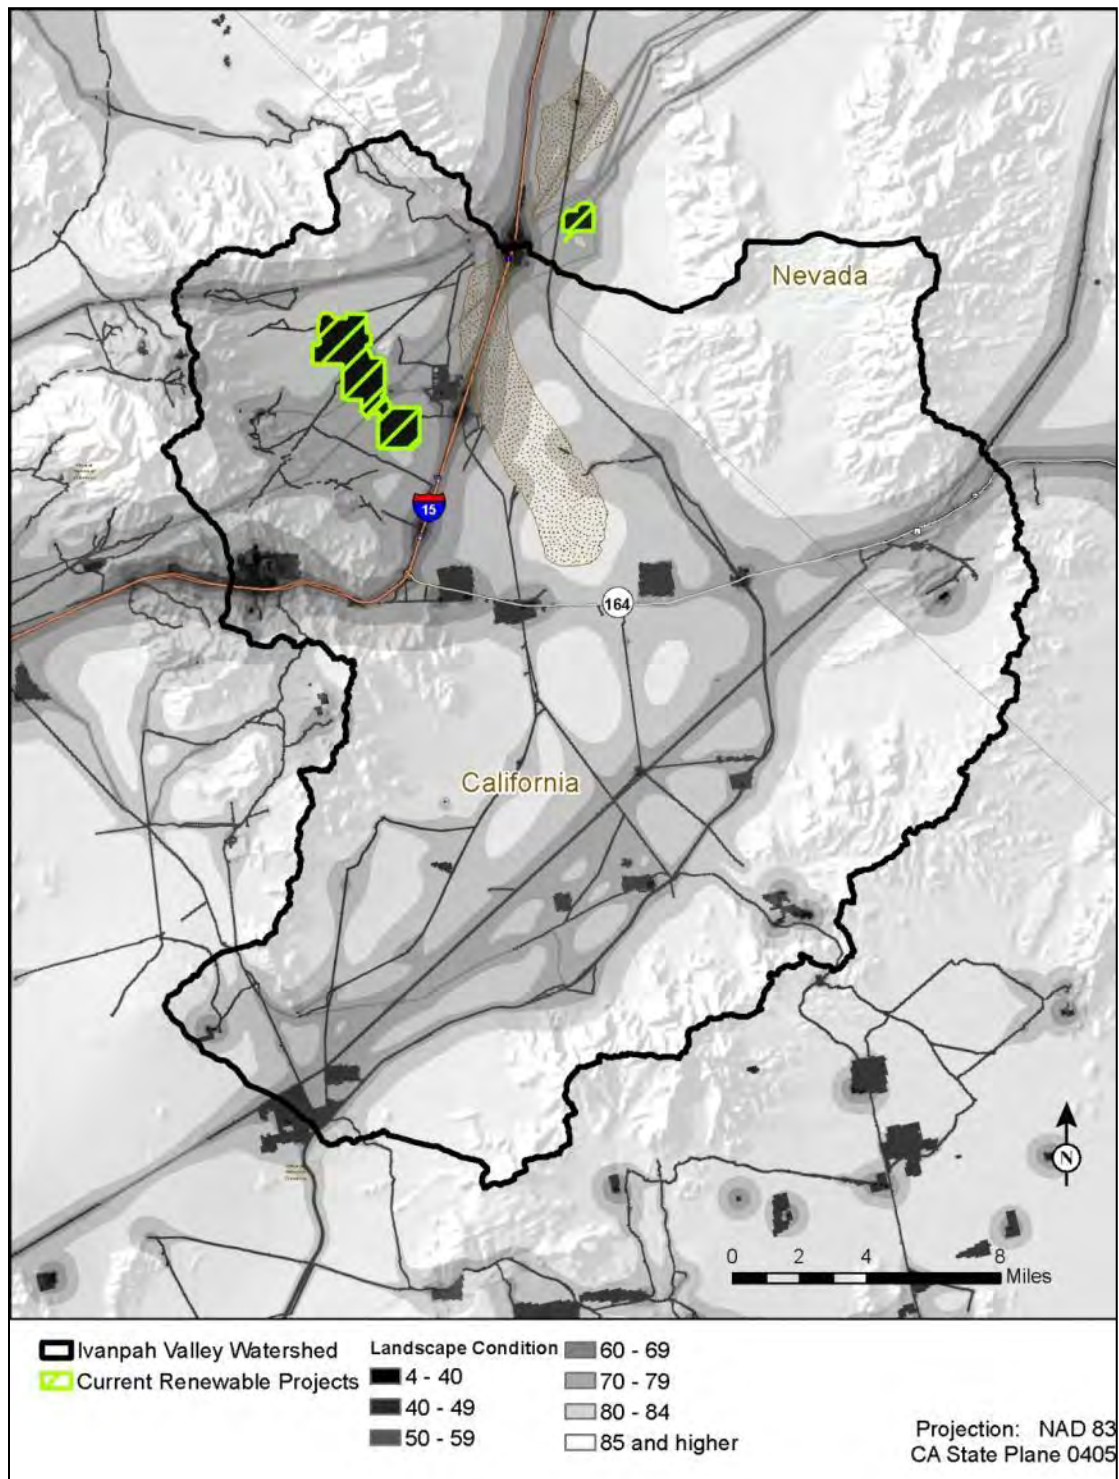 Nevada
15
164
California
N
0 2 4 8
Miles
Ivanpah Valley Watershed
Current Renewable Projects
Landscape Condition
4 - 40
40 - 49
50 - 59
60 - 69
70 - 79
80 - 84
85 and higher
Projection: NAD 83
CA State Plane 0405